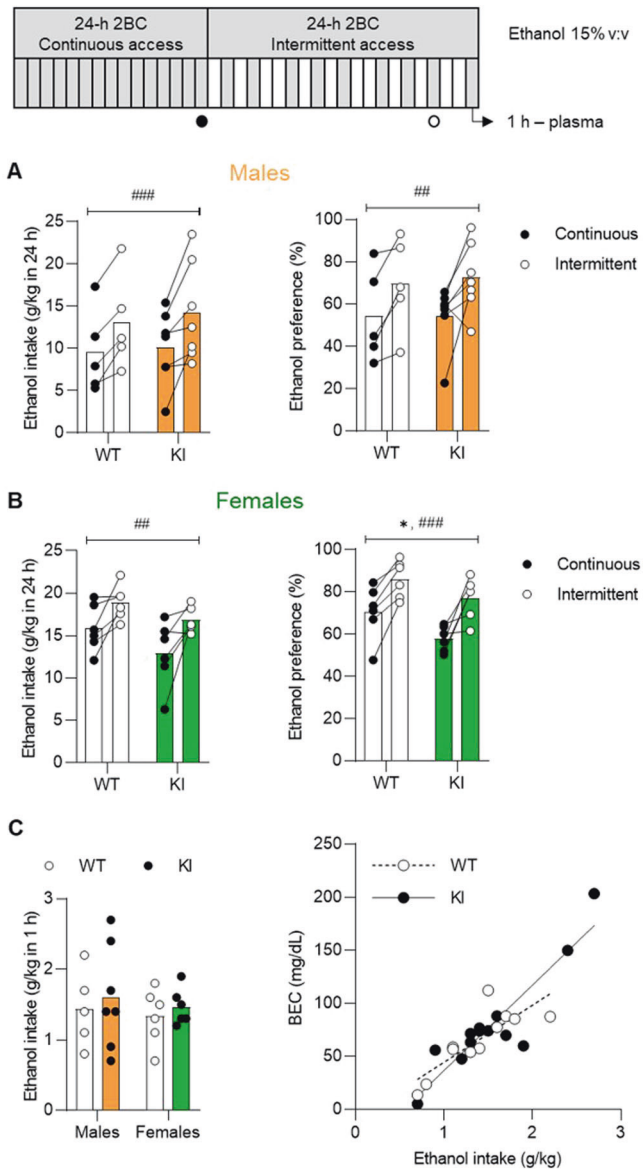 24-h 2BC
Continuous access
24-h 2BC
Intermittent access
Ethanol 15% v:v
1 h – plasma
A
Males
###
Ethanol intake (g/kg in 24 h)
25
20
15
10
5
0
WT
KI
##
Ethanol preference (%)
100
80
60
40
20
0
WT
KI
Continuous
Intermittent
B
Females
##
Ethanol intake (g/kg in 24 h)
25
20
15
10
5
0
WT
KI
*, ###
Ethanol preference (%)
100
80
60
40
20
0
WT
KI
Continuous
Intermittent
C
WT
KI
Ethanol intake (g/kg in 1 h)
3
2
1
0
Males
Females
WT
KI
BEC (mg/dL)
250
200
150
100
50
0
0
1
2
3
Ethanol intake (g/kg)